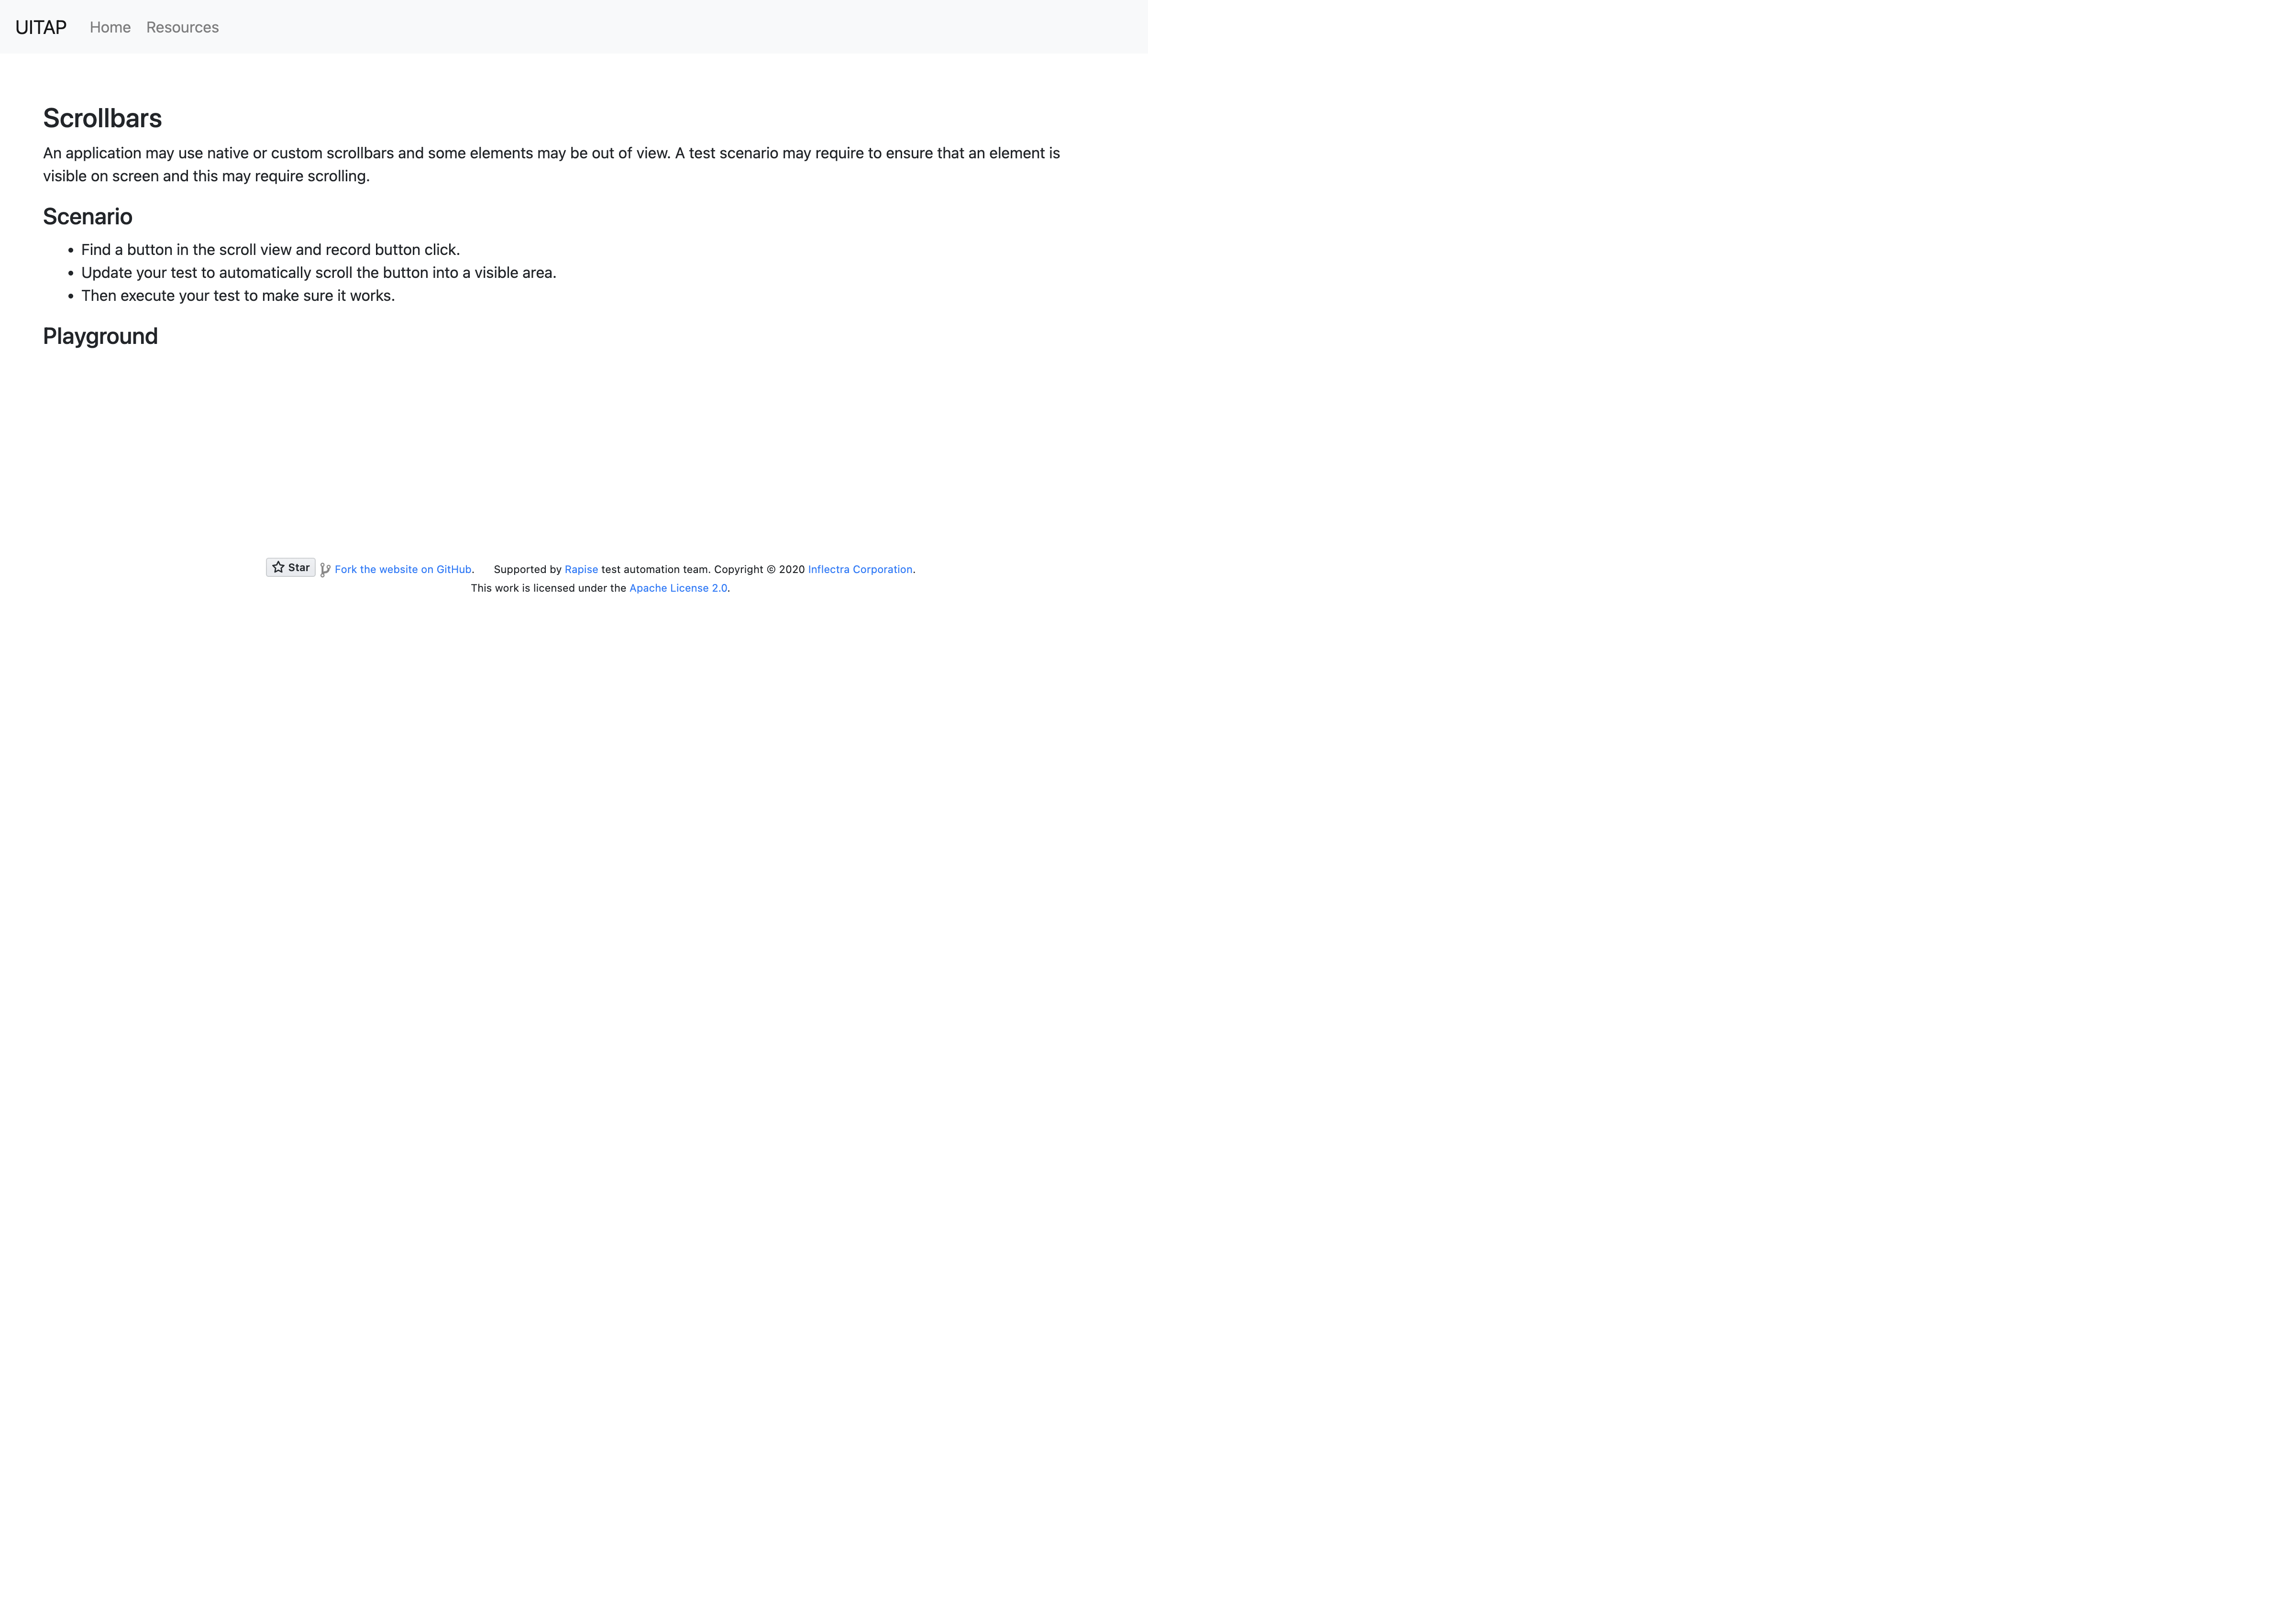 UITAP Home Resources
Scrollbars
An application may use native or custom scrollbars and some elements may be out of view. A test scenario may require to ensure that an element is
visible on screen and this may require scrolling.
Scenario
• Find a button in the scroll view and record button click.
• Update your test to automatically scroll the button into a visible area.
• Then execute your test to make sure it works.
Playground
Star Fork the website on GitHub. Supported by Rapise test automation team. Copyright © 2020 Inflectra Corporation.
This work is licensed under the Apache License 2.0.